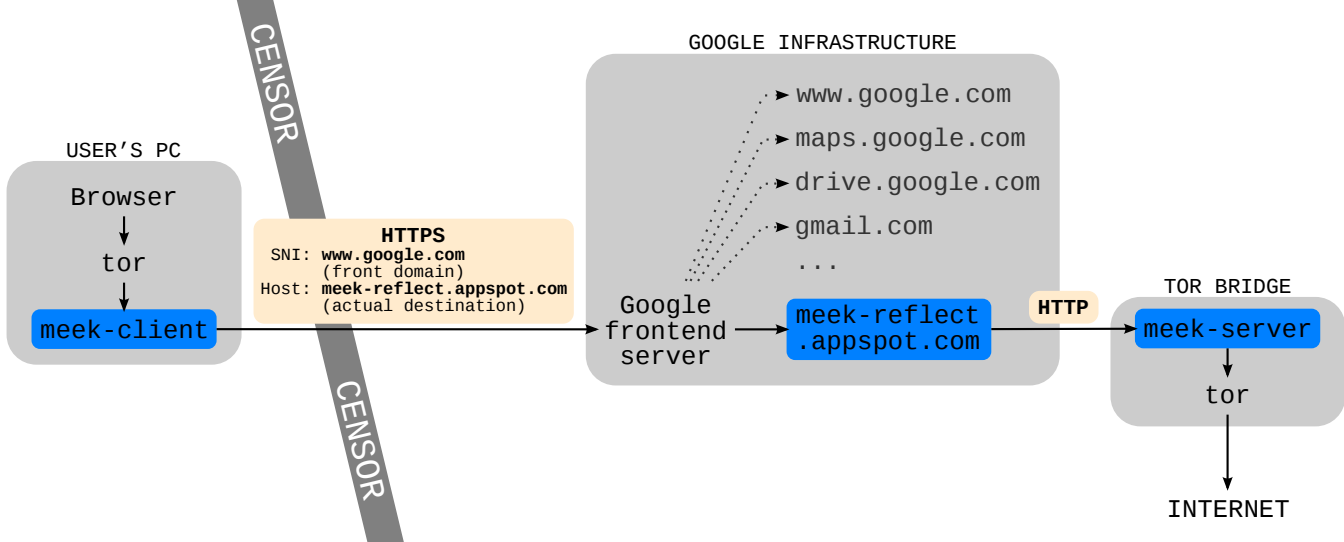 CENSOR
GOOGLE INFRASTRUCTURE
www.google.com
maps.google.com
USER’S PC
drive.google.com
Browser
gmail.com
HTTPS
SNI: www.google.com
(front domain)
tor
...
Host: meek-reflect.appspot.com
(actual destination)
TOR BRIDGE
Google
frontend
server
meek-reflect
.appspot.com
HTTP
meek-client
meek-server
tor
CENSOR
INTERNET